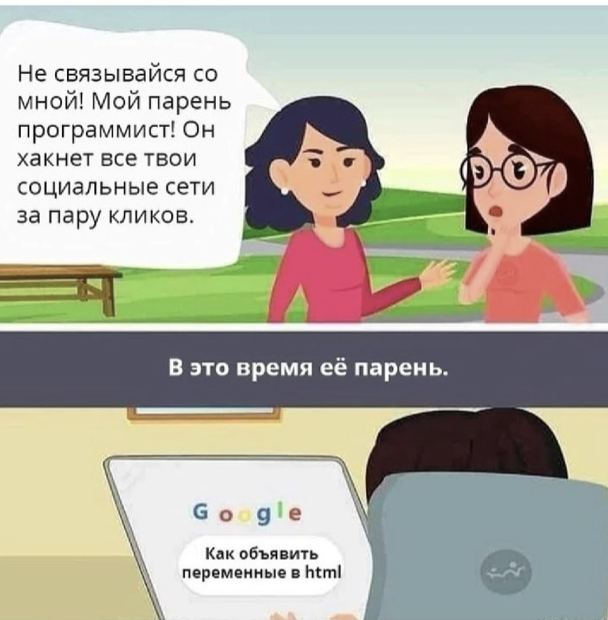 Не связывайся со
мной! Мой парень
программист! Он
хакнет все твои
социальные сети
за пару кликов.
В это время её парень.
Google
Как объявить
переменные в html